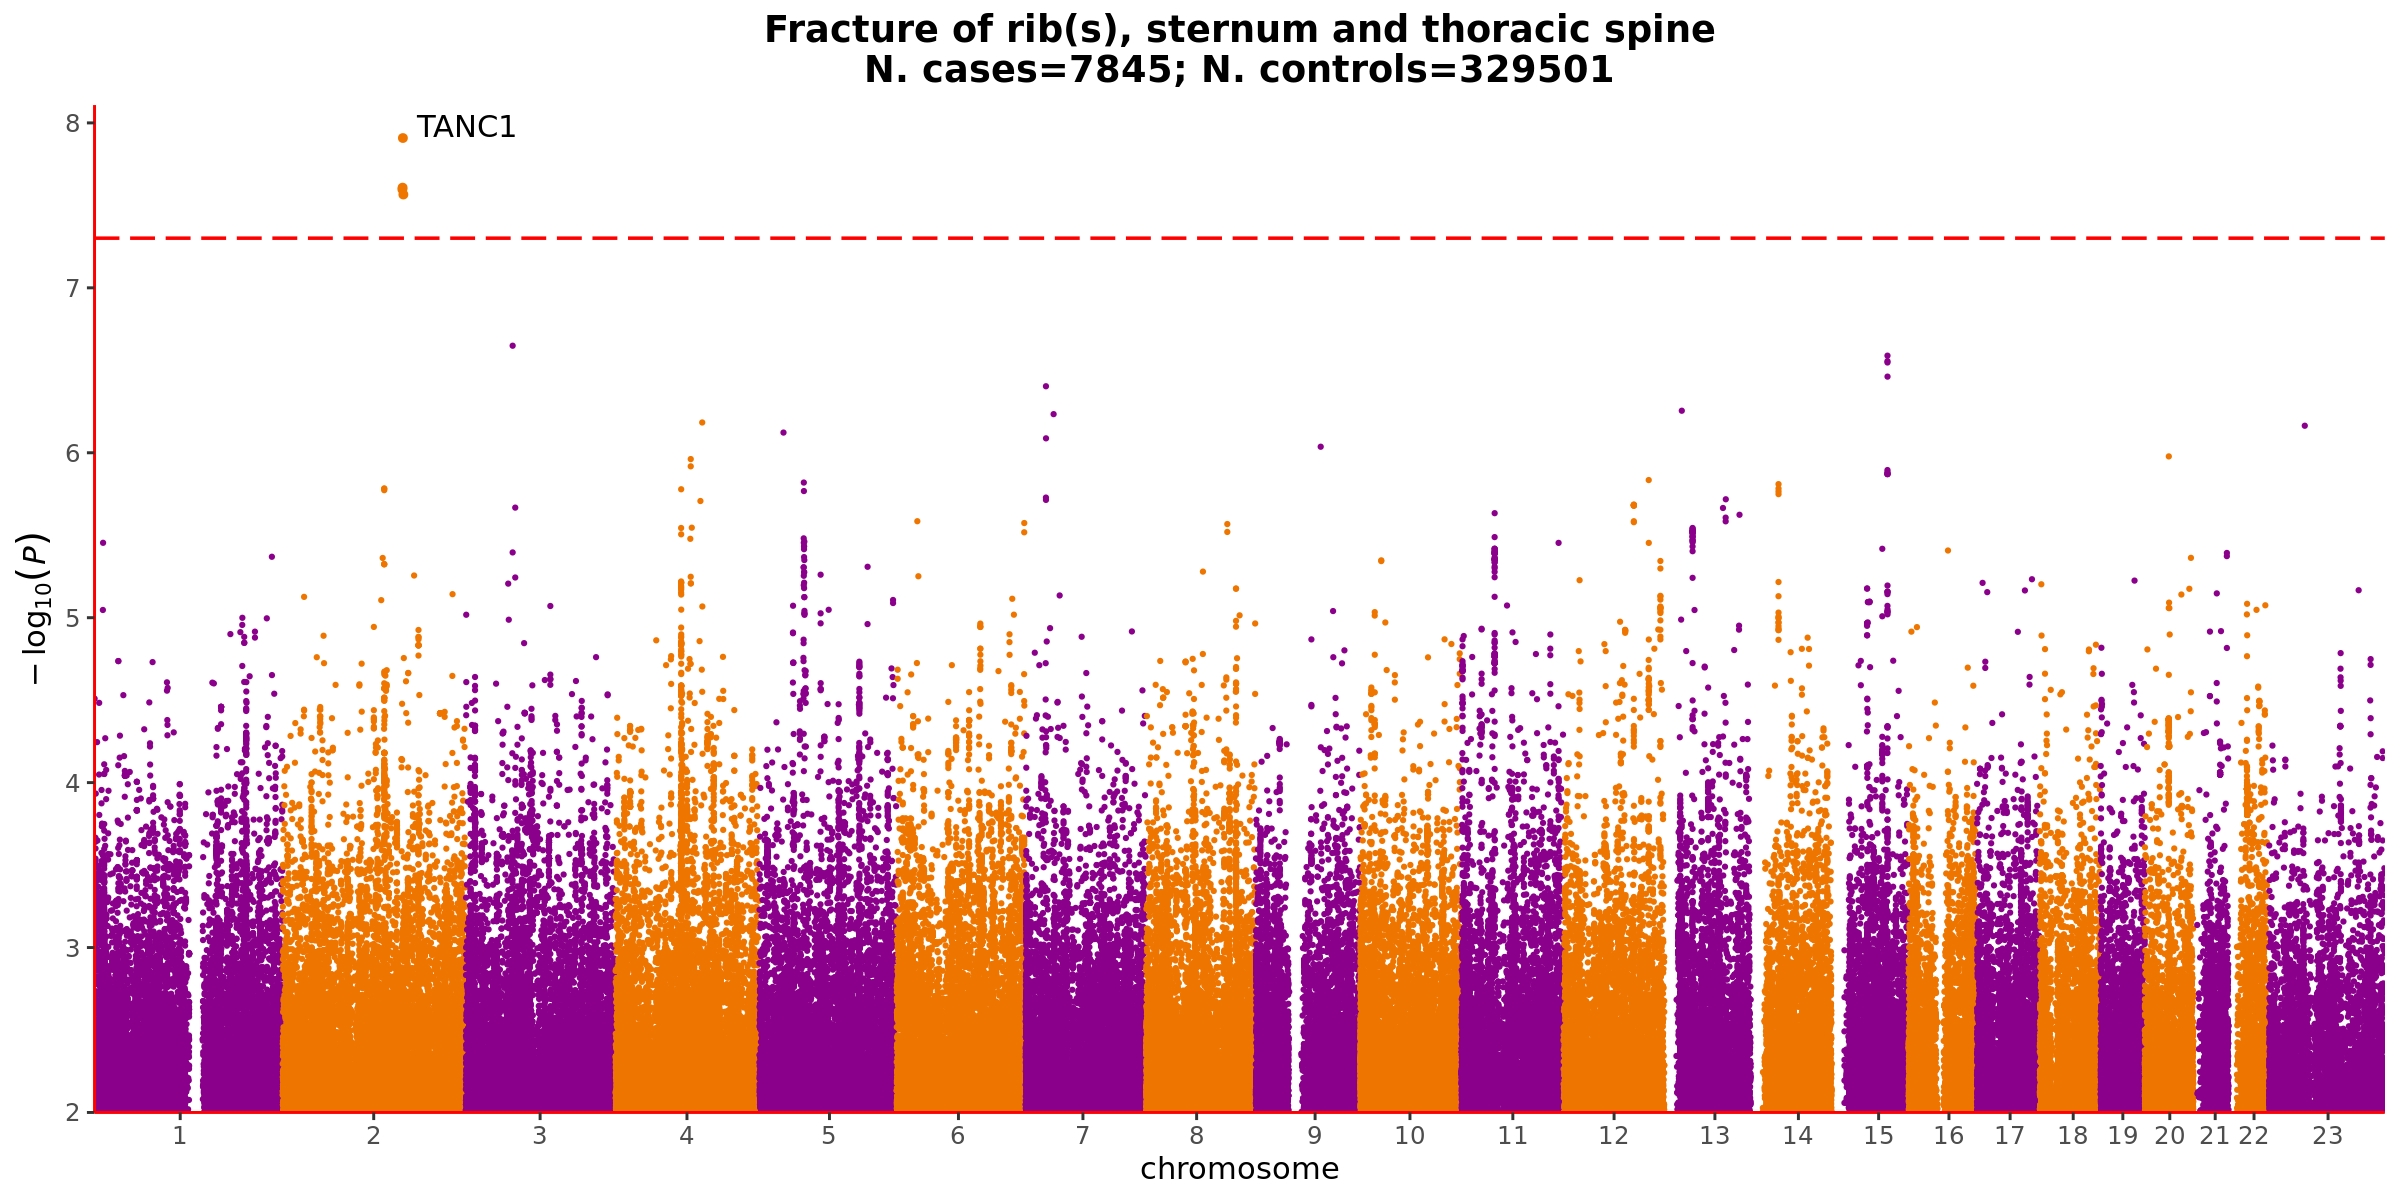 Fracture of rib(s), sternum and thoracic spine
N. cases=7845; N. controls=329501
TANC1
8
7
6
5
4
3
2
− log₁₀(P)
1 2 3 4 5 6 7 8 9 10 11 12 13 14 15 16 17 18 19 20 21 22 23
chromosome